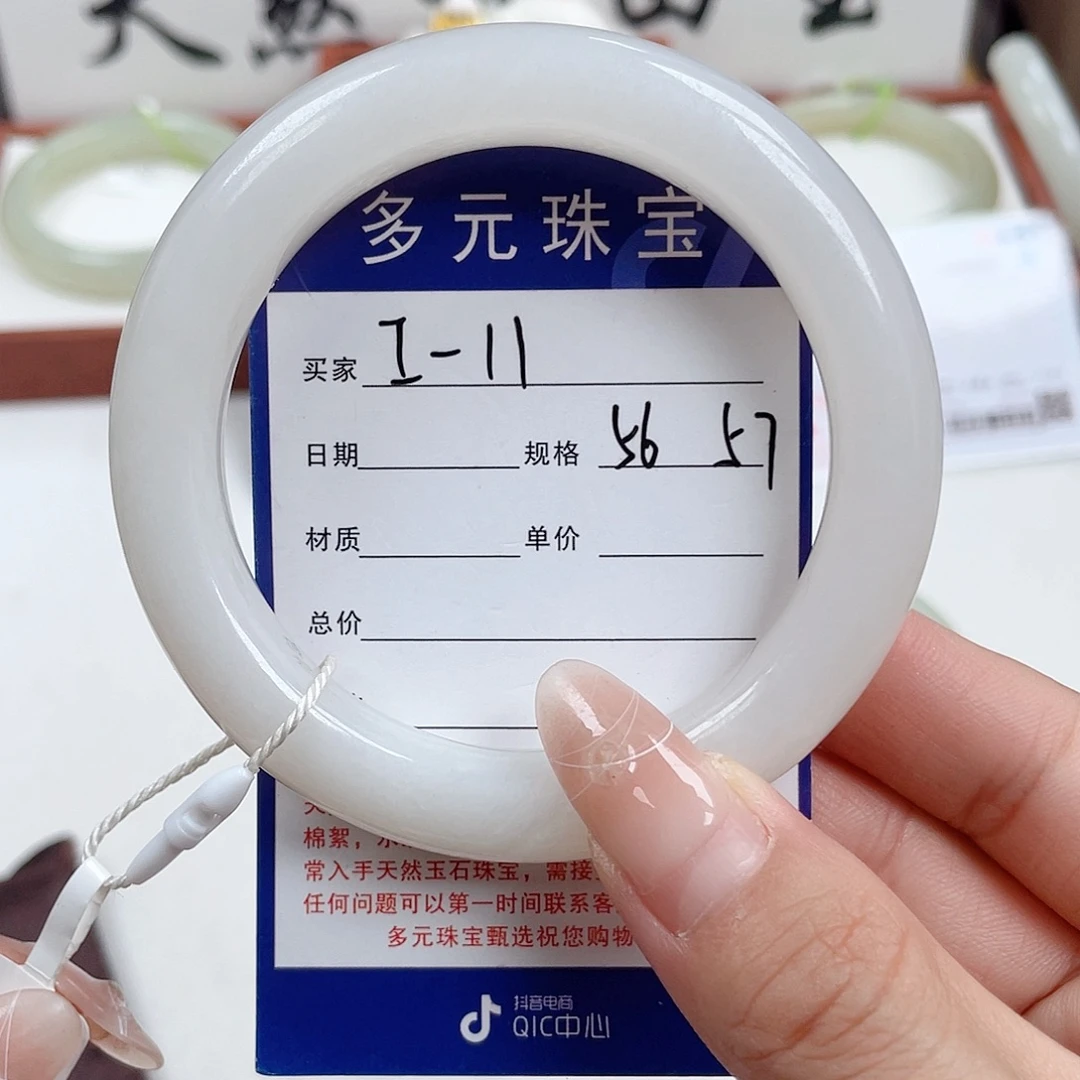 多元珠宝
买家 I-11
日期 规格 56 57
材质 单价
总价
棉絮，水
常入手天然玉石珠宝，需接
任何问题可以第一时间联系客
多元珠宝甄选祝您购物
抖音电商
QIC中心